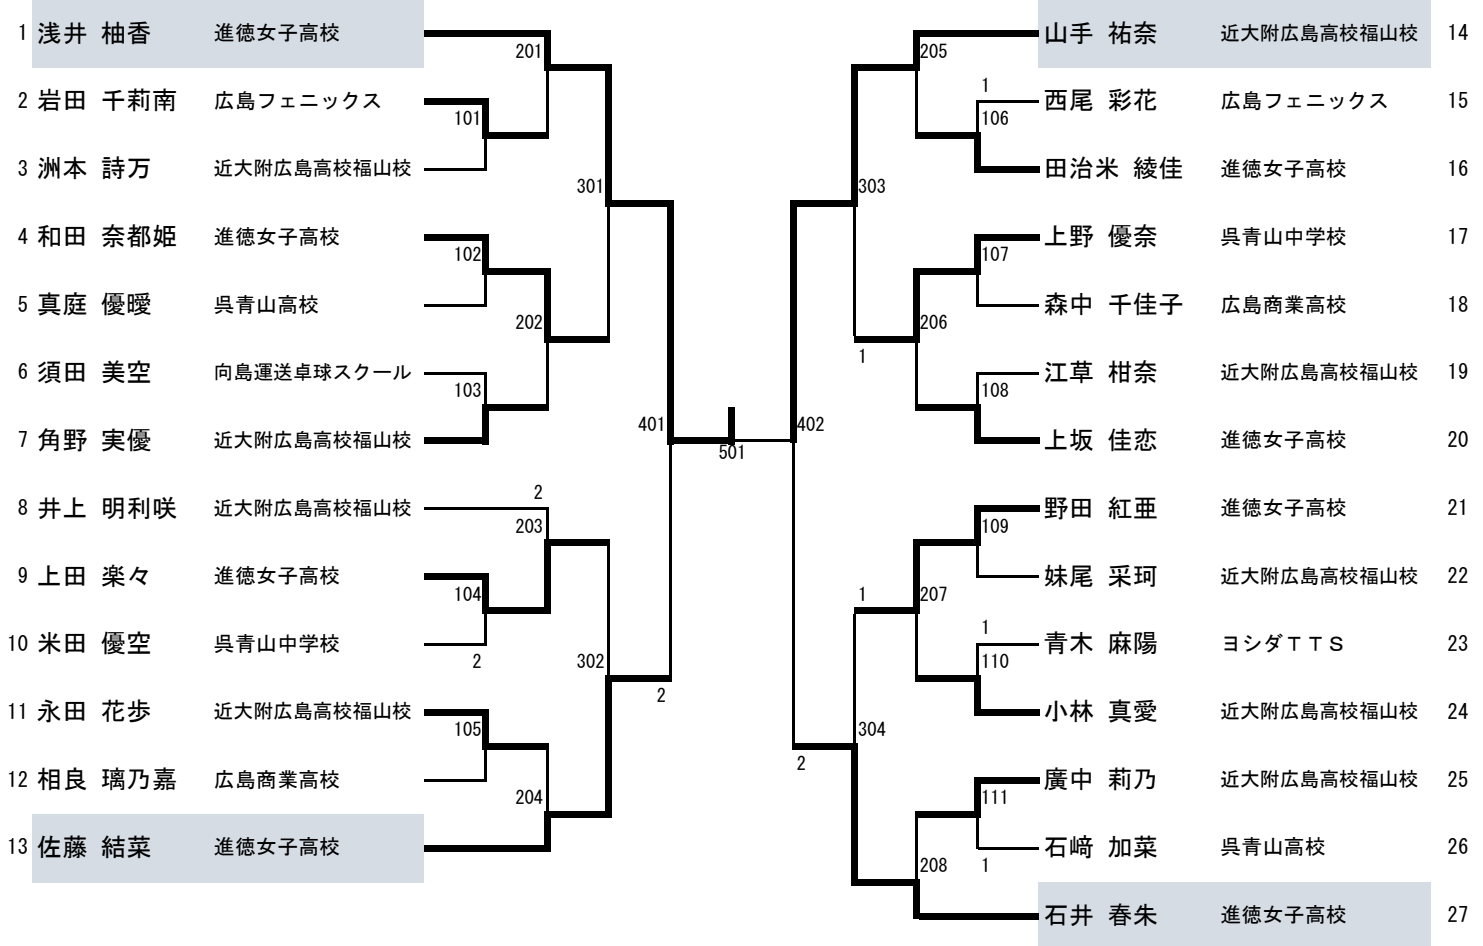 1 浅井 柚香 進徳女子高校
2 岩田 千莉南 広島フェニックス
3 洲本 詩万 近大附広島高校福山校
4 和田 奈都姫 進徳女子高校
5 真庭 優曖 呉青山高校
6 須田 美空 向島運送卓球スクール
7 角野 実優 近大附広島高校福山校
8 井上 明利咲 近大附広島高校福山校
9 上田 楽々 進徳女子高校
10 米田 優空 呉青山中学校
11 永田 花歩 近大附広島高校福山校
12 相良 璃乃嘉 広島商業高校
13 佐藤 結菜 進徳女子高校
201
101
301
102
202
103
401
2
203
104
2
302
2
105
204
501
205
1
106
303
107
206
1
108
402
109
1
207
1
110
304
2
111
1
208
山手 祐奈 近大附広島高校福山校 14
西尾 彩花 広島フェニックス 15
田治米 綾佳 進徳女子高校 16
上野 優奈 呉青山中学校 17
森中 千佳子 広島商業高校 18
江草 柑奈 近大附広島高校福山校 19
上坂 佳恋 進徳女子高校 20
野田 紅亜 進徳女子高校 21
妹尾 采珂 近大附広島高校福山校 22
青木 麻陽 ヨシダＴＴＳ 23
小林 真愛 近大附広島高校福山校 24
廣中 莉乃 近大附広島高校福山校 25
石﨑 加菜 呉青山高校 26
石井 春朱 進徳女子高校 27